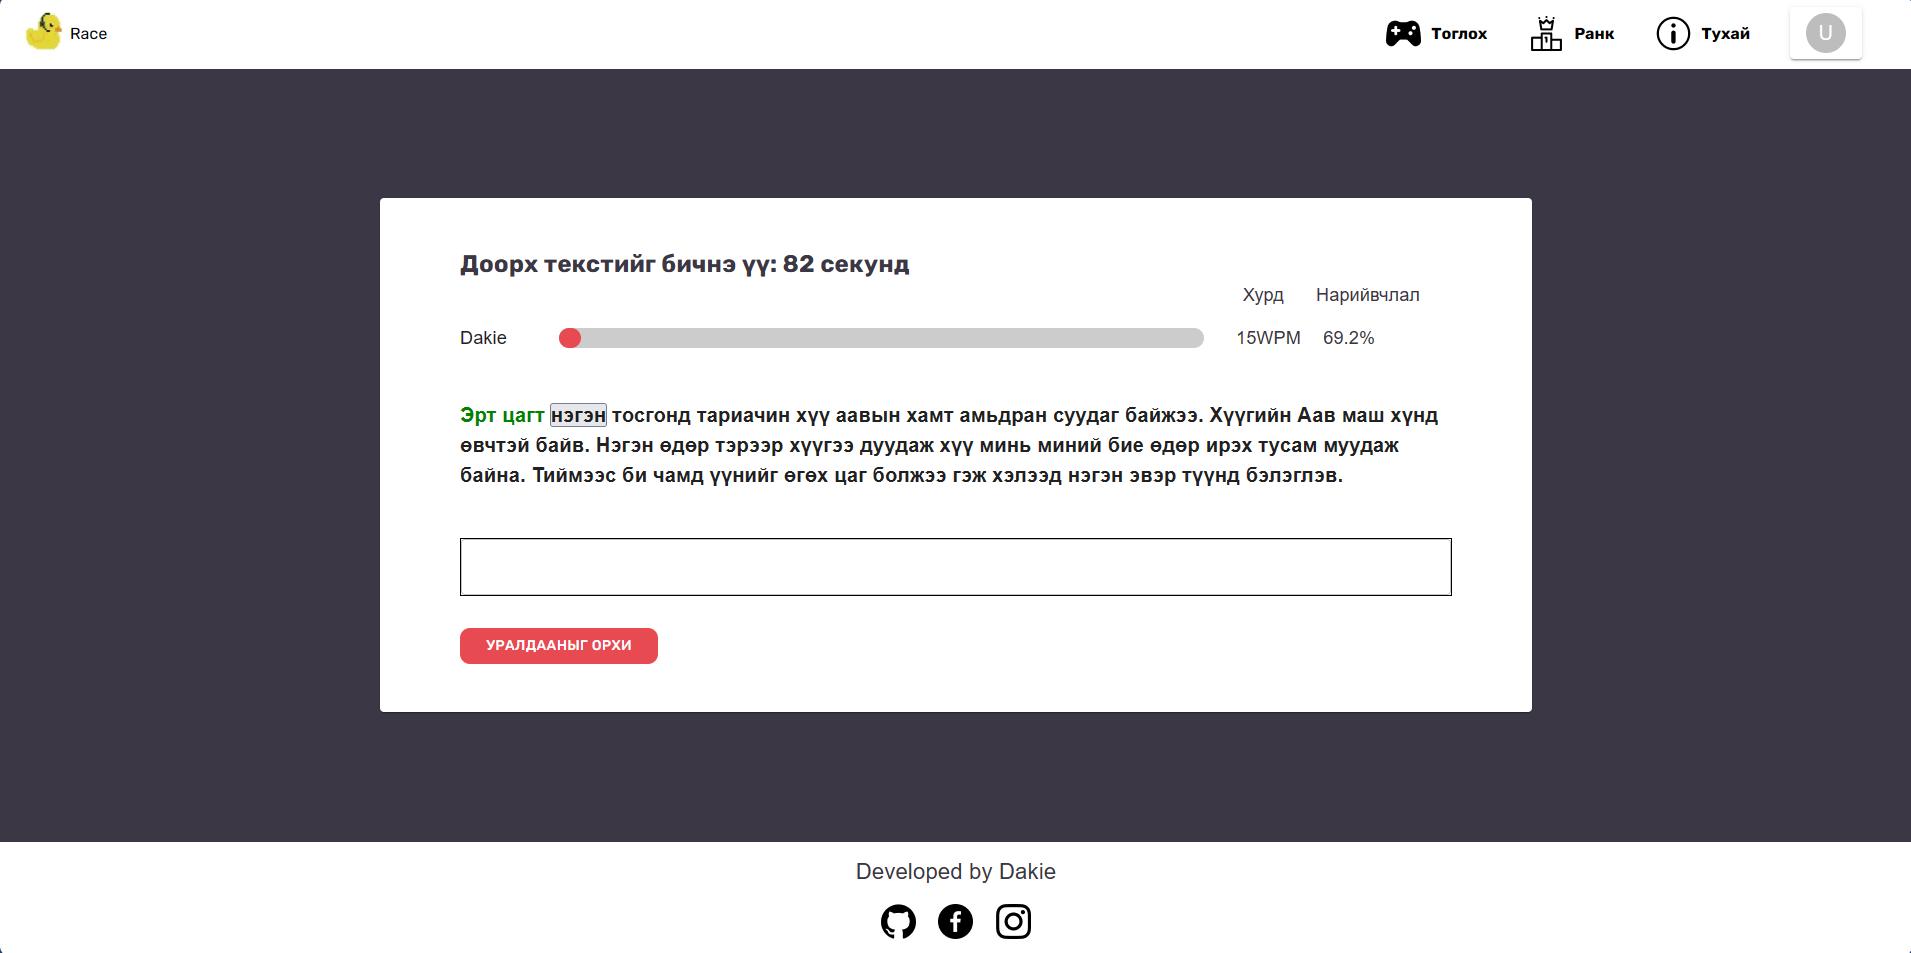 Race
Тоглох
Ранк
Тухай
U
Доорх текстийг бичнэ үү: 82 секунд
Хурд Нарийвчлал
Dakie 15WPM 69.2%
Эрт цагт нэгэн тосгонд тариачин хүү аавын хамт амьдран суудаг байжээ. Хүүгийн Аав маш хүнд
өвчтэй байв. Нэгэн өдөр тэрээр хүүгээ дуудаж хүү минь миний бие өдөр ирэх тусам муудаж
байна. Тиймээс би чамд үүнийг өгөх цаг болжээ гэж хэлээд нэгэн эвэр түүнд бэлэглэв.
УРАЛДААНЫГ ОРХИ
Developed by Dakie